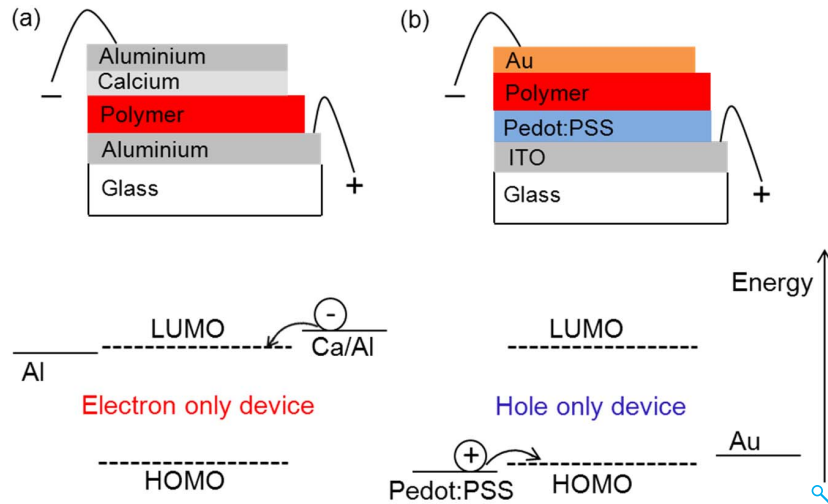 (a)
Aluminium
Calcium
Polymer
Aluminium
Glass
–
+
(b)
Au
Polymer
Pedot:PSS
ITO
Glass
–
+
Energy
LUMO
-
Ca/Al
Al
Electron only device
HOMO
LUMO
Hole only device
Au
+
Pedot:PSS
HOMO